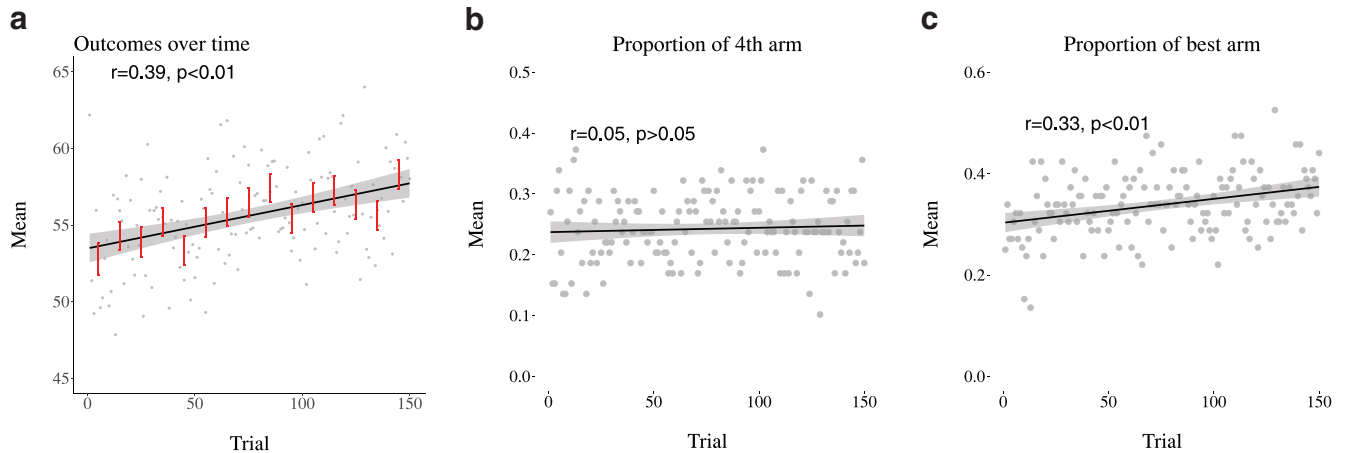 a
Outcomes over time
r=0.39, p<0.01
65
60
55
50
45
Mean
0
50
100
150
Trial
b
Proportion of 4th arm
r=0.05, p>0.05
0.5
0.4
0.3
0.2
0.1
0.0
Mean
0
50
100
150
Trial
c
Proportion of best arm
r=0.33, p<0.01
0.6
0.4
0.2
0.0
Mean
0
50
100
150
Trial